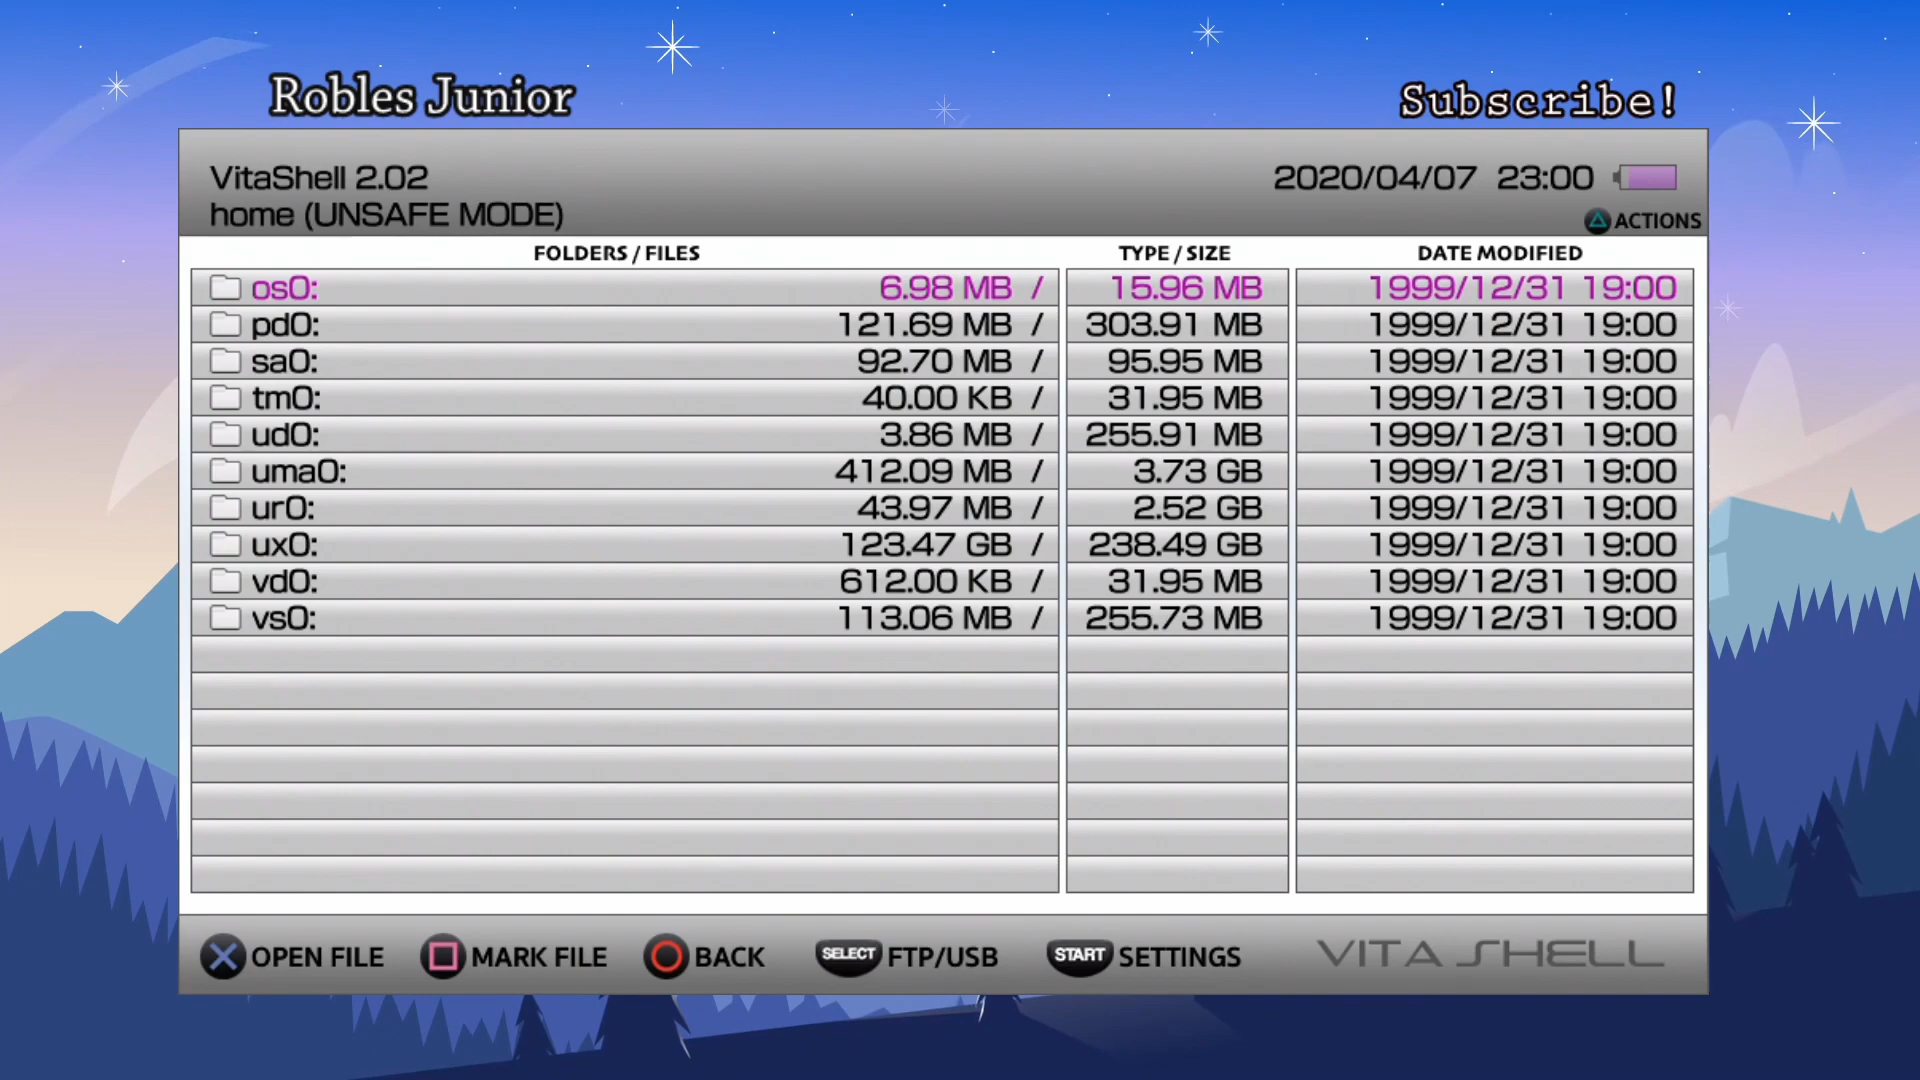 Robles Junior
Subscribe!
VitaShell 2.02
2020/04/07 23:00
home (UNSAFE MODE)
ACTIONS
FOLDERS / FILES TYPE / SIZE DATE MODIFIED
os0: 6.98 MB / 15.96 MB 1999/12/31 19:00
pd0: 121.69 MB / 303.91 MB 1999/12/31 19:00
sa0: 92.70 MB / 95.95 MB 1999/12/31 19:00
tm0: 40.00 KB / 31.95 MB 1999/12/31 19:00
ud0: 3.86 MB / 255.91 MB 1999/12/31 19:00
uma0: 412.09 MB / 3.73 GB 1999/12/31 19:00
ur0: 43.97 MB / 2.52 GB 1999/12/31 19:00
ux0: 123.47 GB / 238.49 GB 1999/12/31 19:00
vd0: 612.00 KB / 31.95 MB 1999/12/31 19:00
vs0: 113.06 MB / 255.73 MB 1999/12/31 19:00
OPEN FILE MARK FILE BACK SELECT FTP/USB START SETTINGS VITA SHELL